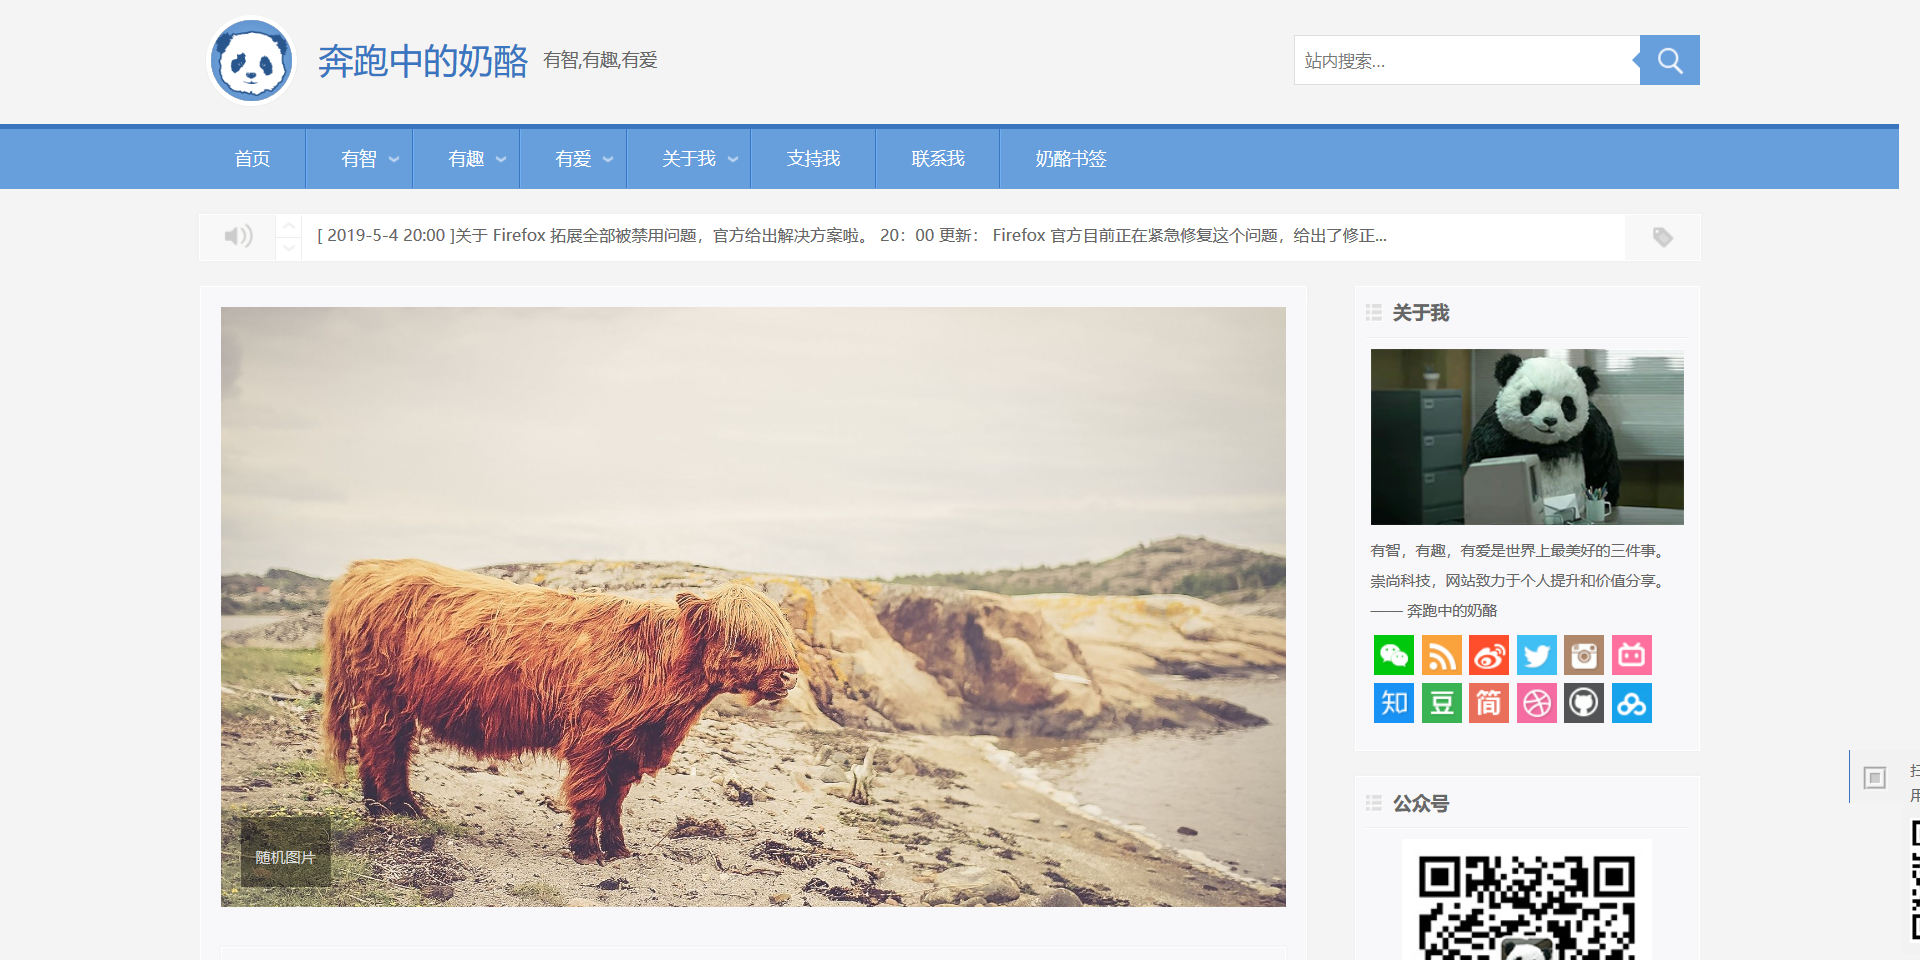 奔跑中的奶酪
有智,有趣,有爱
站内搜索...
首页 有智 有趣 有爱 关于我 支持我 联系我 奶酪书签
[ 2019-5-4 20:00 ]关于 Firefox 拓展全部被禁用问题，官方给出解决方案啦。 20：00 更新： Firefox 官方目前正在紧急修复这个问题，给出了修正...
随机图片
关于我
有智，有趣，有爱是世界上最美好的三件事。
崇尚科技，网站致力于个人提升和价值分享。
—— 奔跑中的奶酪
知 豆 简
公众号